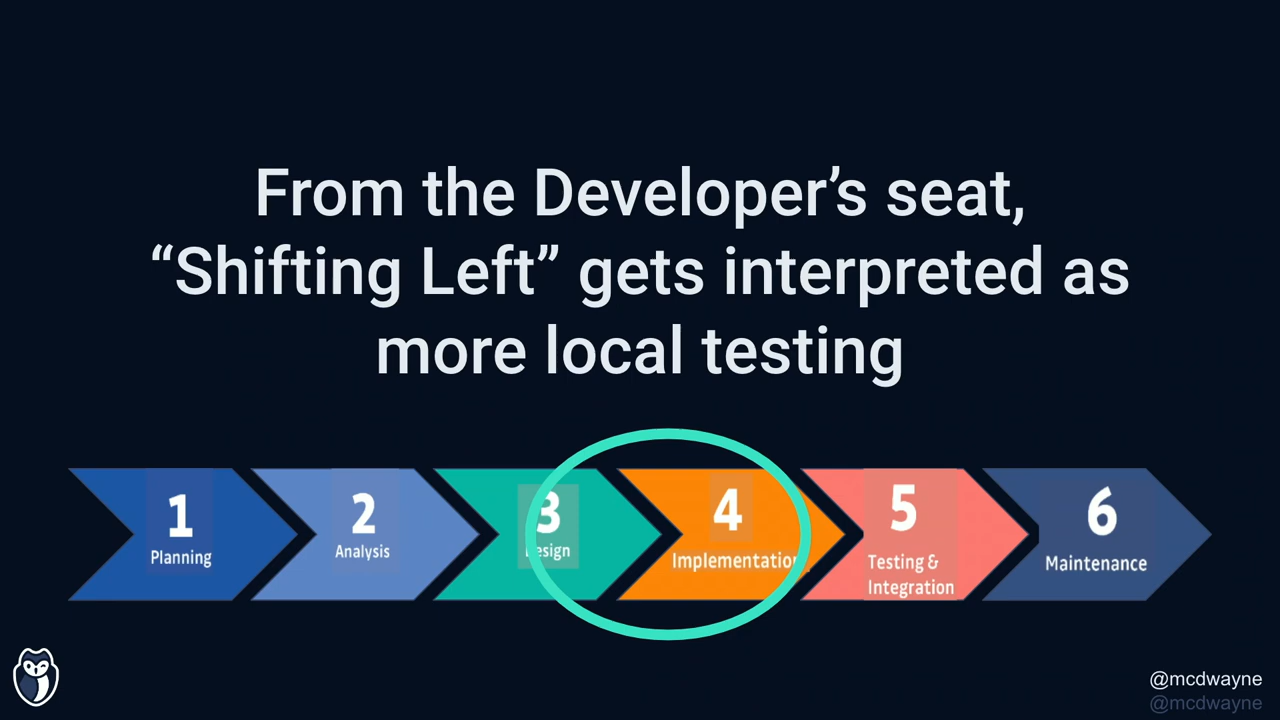 From the Developer’s seat,
“Shifting Left” gets interpreted as
more local testing
1
Planning
2
Analysis
3
Design
4
Implementation
5
Testing &
Integration
6
Maintenance
@mcdwayne
@mcdwayne